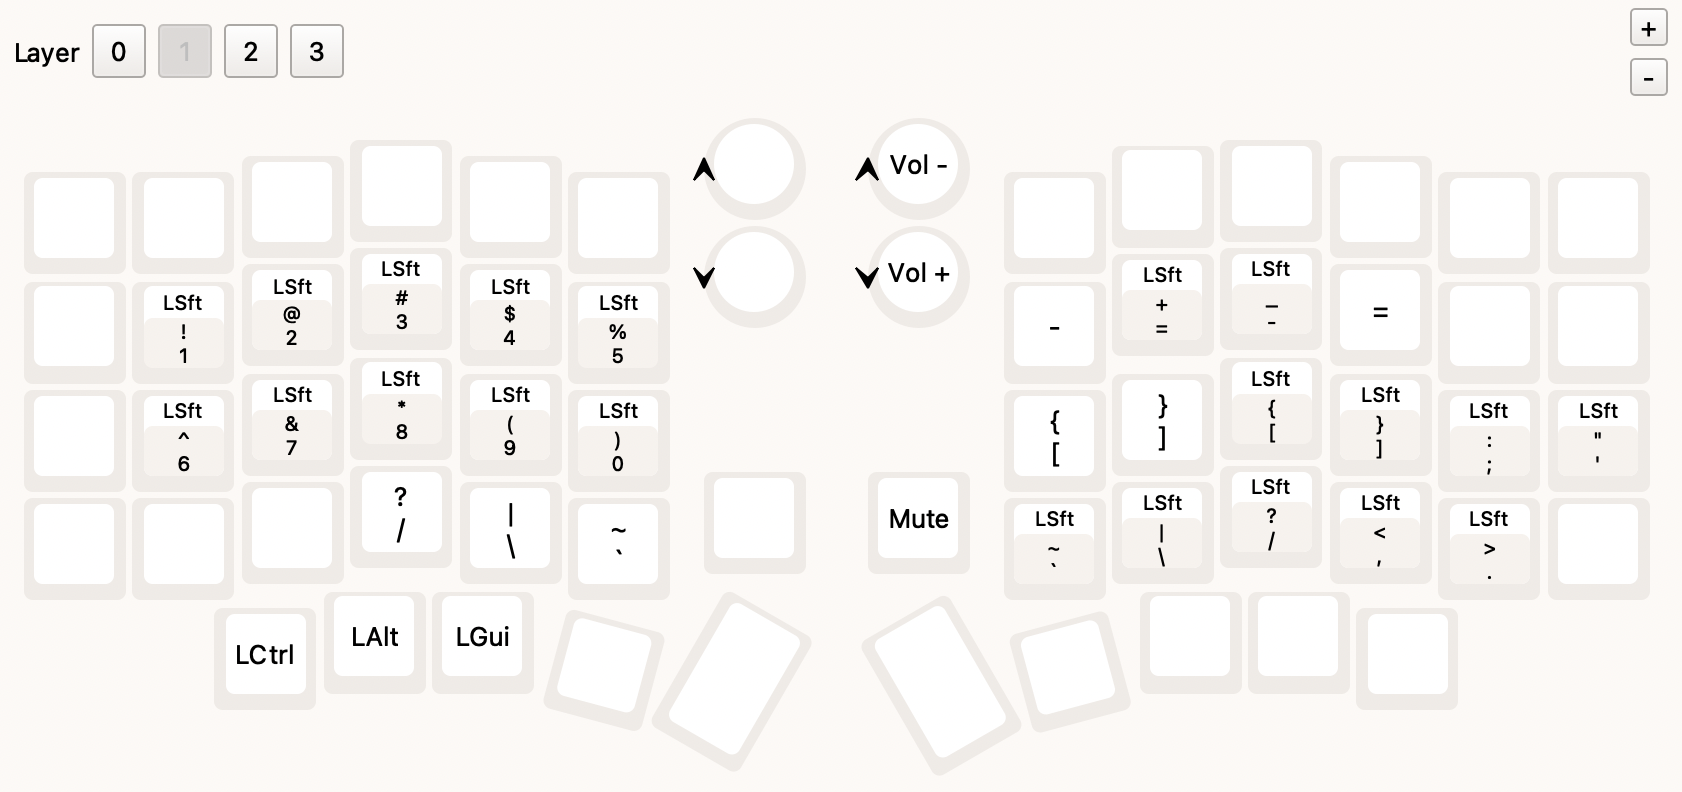 Layer 0 1 2 3
+
-
Vol -
Vol +
LSft
!
1
LSft
@
2
LSft
#
3
LSft
$
4
LSft
%
5
-
LSft
+
=
LSft
_
-
=
LSft
^
6
LSft
&
7
LSft
*
8
LSft
(
9
LSft
)
0
{
[
}
]
LSft
{
[
LSft
}
]
LSft
:
;
LSft
"
'
?
/
|
\
~
`
Mute
LSft
~
`
LSft
|
\
LSft
?
/
LSft
<
,
LSft
>
.
LCtrl
LAlt
LGui